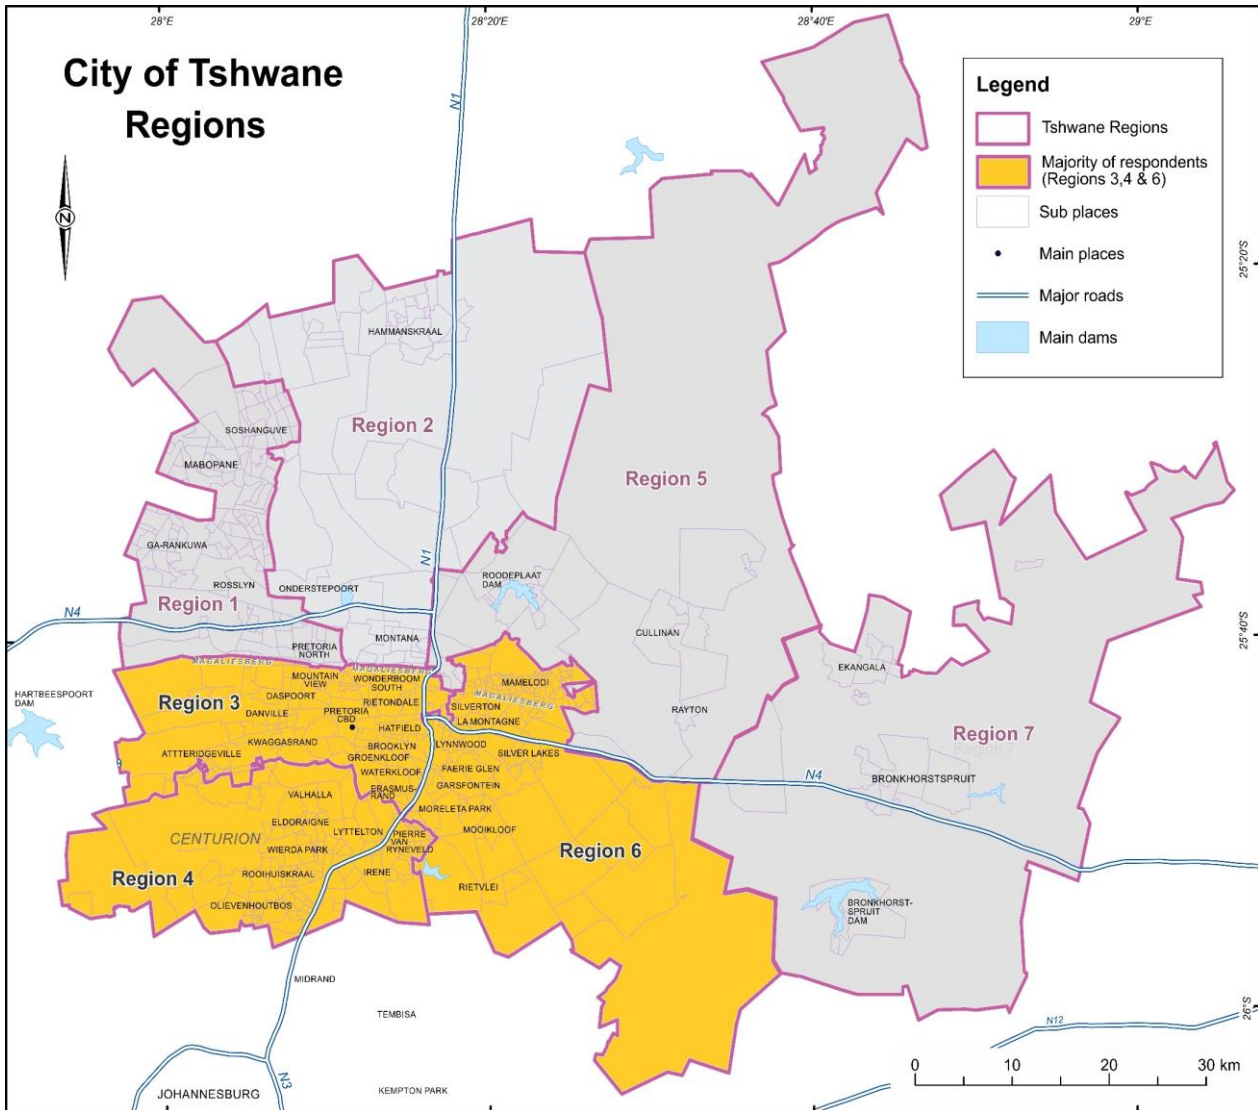 28°E
28°20'E
28°40'E
29°E
City of Tshwane
Regions
N1
N
Legend
Tshwane Regions
Majority of respondents
(Regions 3,4 & 6)
Sub places
Main places
Major roads
Main dams
25°20'S
HAMMANSKRAAL
Region 2
SOSHANGUVE
MABOPANE
Region 5
GA-RANKUWA
N1
ROSSLYN
ONDERSTEPOORT
ROODEPLAAT
DAM
Region 1
N4
MONTANA
PRETORIA
NORTH
CULLINAN
25°40'S
EKANGALA
MAGALIESBERG
MAGALIESBERG
MOUNTAIN
VIEW
WONDERBOOM
SOUTH
MAMELODI
MAGALIESBERG
HARTBEESPOORT
DAM
Region 3
DASPOORT
RIETONDALE
SILVERTON
DANVILLE
PRETORIA
CBD
LA MONTAGNE
RAYTON
HATFIELD
Region 7
Region 7
KWAGGASRAND
BROOKLYN
LYNNWOOD
ATTTERIDGEVILLE
GROENKLOOF
SILVER LAKES
9
WATERKLOOF
FAERIE GLEN
N4
BRONKHORSTSPRUIT
ERASMUS-
RAND
GARSFONTEIN
VALHALLA
MORELETA PARK
ELDORAIGNE
LYTTELTON
PIERRE
VAN
RYNEVELD
MOOIKLOOF
CENTURION
WIERDA PARK
Region 6
Region 4
ROOIHUISKRAAL
IRENE
RIETVLEI
OLIEVENHOUTBOS
BRONKHORST-
SPRUIT
DAM
MIDRAND
26°S
TEMBISA
N12
N3
JOHANNESBURG
KEMPTON PARK
0 10 20 30 km